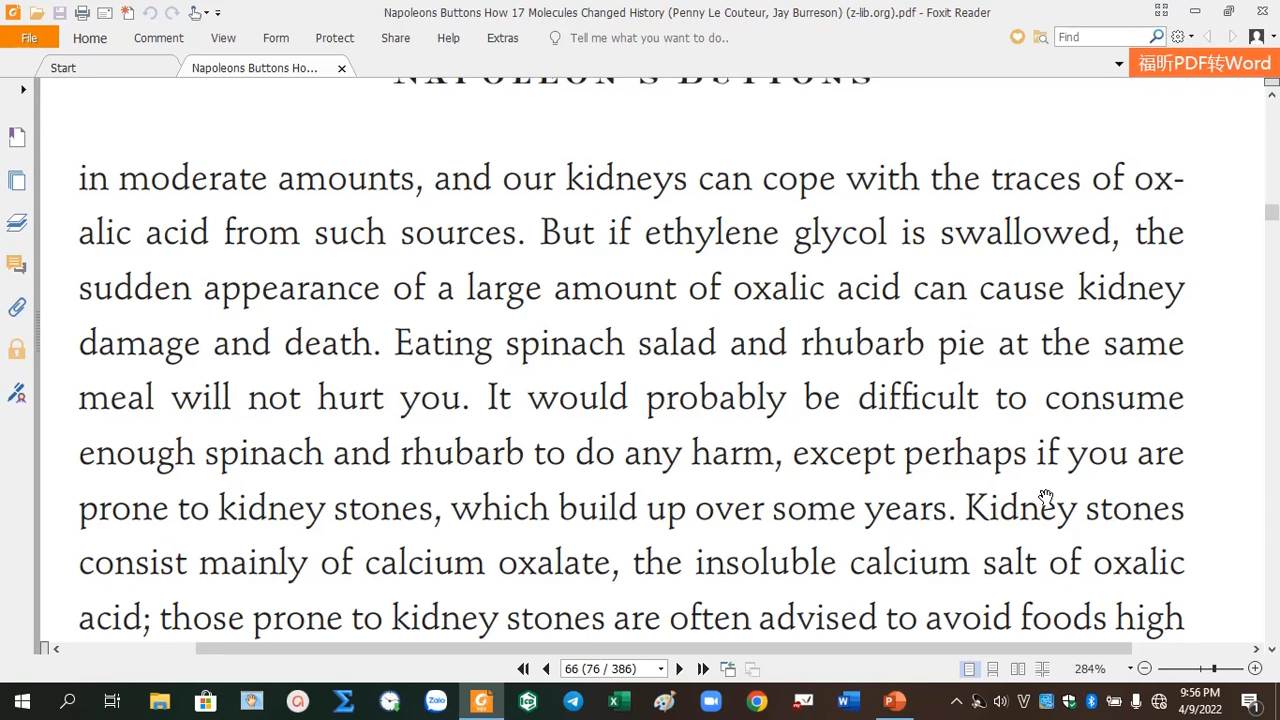 Napoleons Buttons How 17 Molecules Changed History (Penny Le Couteur, Jay Burreson) (z-lib.org).pdf - Foxit Reader
File Home Comment View Form Protect Share Help Extras Tell me what you want to do.. Find
Start Napoleons Buttons Ho... 福昕PDF转Word
NAPOLEON'S BUTTONS
in moderate amounts, and our kidneys can cope with the traces of ox-
alic acid from such sources. But if ethylene glycol is swallowed, the
sudden appearance of a large amount of oxalic acid can cause kidney
damage and death. Eating spinach salad and rhubarb pie at the same
meal will not hurt you. It would probably be difficult to consume
enough spinach and rhubarb to do any harm, except perhaps if you are
prone to kidney stones, which build up over some years. Kidney stones
consist mainly of calcium oxalate, the insoluble calcium salt of oxalic
acid; those prone to kidney stones are often advised to avoid foods high
66 (76 / 386) 284%
Zalo 9:56 PM
4/9/2022